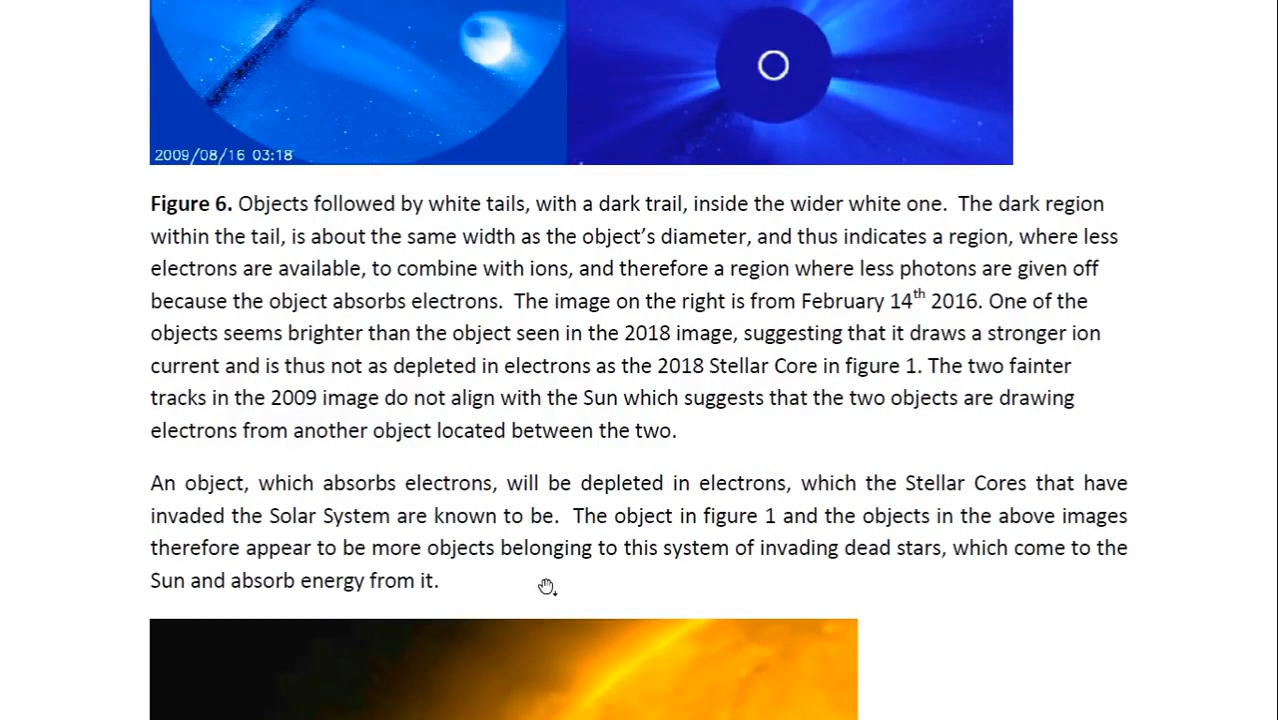 2009/08/16 03:18
Figure 6. Objects followed by white tails, with a dark trail, inside the wider white one.  The dark region
within the tail, is about the same width as the object’s diameter, and thus indicates a region, where less
electrons are available, to combine with ions, and therefore a region where less photons are given off
because the object absorbs electrons.  The image on the right is from February 14th 2016. One of the
objects seems brighter than the object seen in the 2018 image, suggesting that it draws a stronger ion
current and is thus not as depleted in electrons as the 2018 Stellar Core in figure 1. The two fainter
tracks in the 2009 image do not align with the Sun which suggests that the two objects are drawing
electrons from another object located between the two.
An object, which absorbs electrons, will be depleted in electrons, which the Stellar Cores that have
invaded the Solar System are known to be.  The object in figure 1 and the objects in the above images
therefore appear to be more objects belonging to this system of invading dead stars, which come to the
Sun and absorb energy from it.